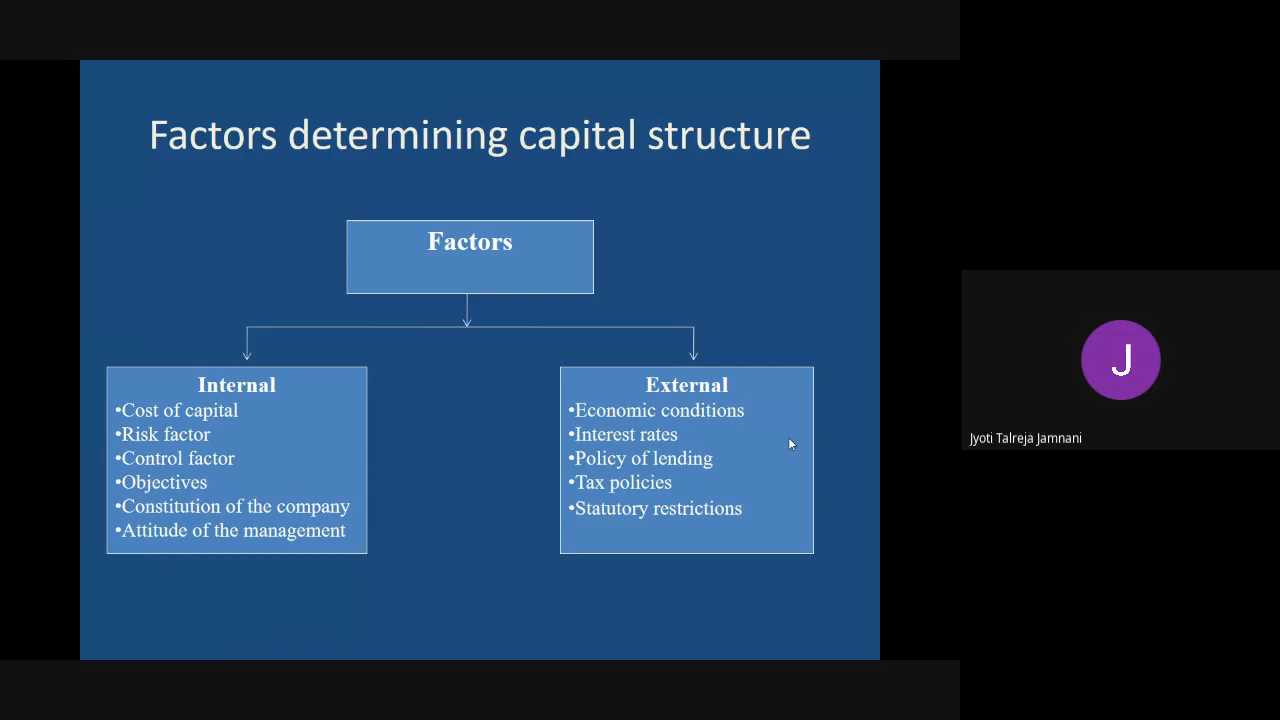 Factors determining capital structure
Factors
Internal
•Cost of capital
•Risk factor
•Control factor
•Objectives
•Constitution of the company
•Attitude of the management
External
•Economic conditions
•Interest rates
•Policy of lending
•Tax policies
•Statutory restrictions
J
Jyoti Talreja Jamnani